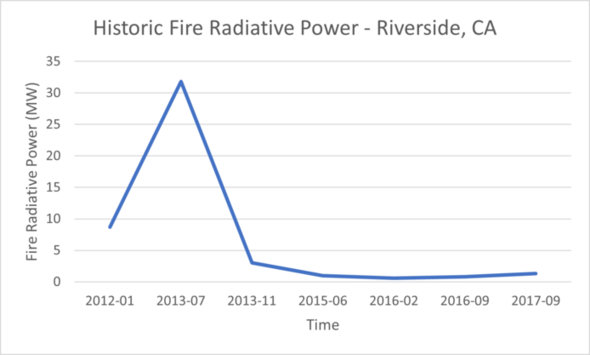 Historic Fire Radiative Power - Riverside, CA
Fire Radiative Power (MW)
35
30
25
20
15
10
5
0
2012-01 2013-07 2013-11 2015-06 2016-02 2016-09 2017-09
Time